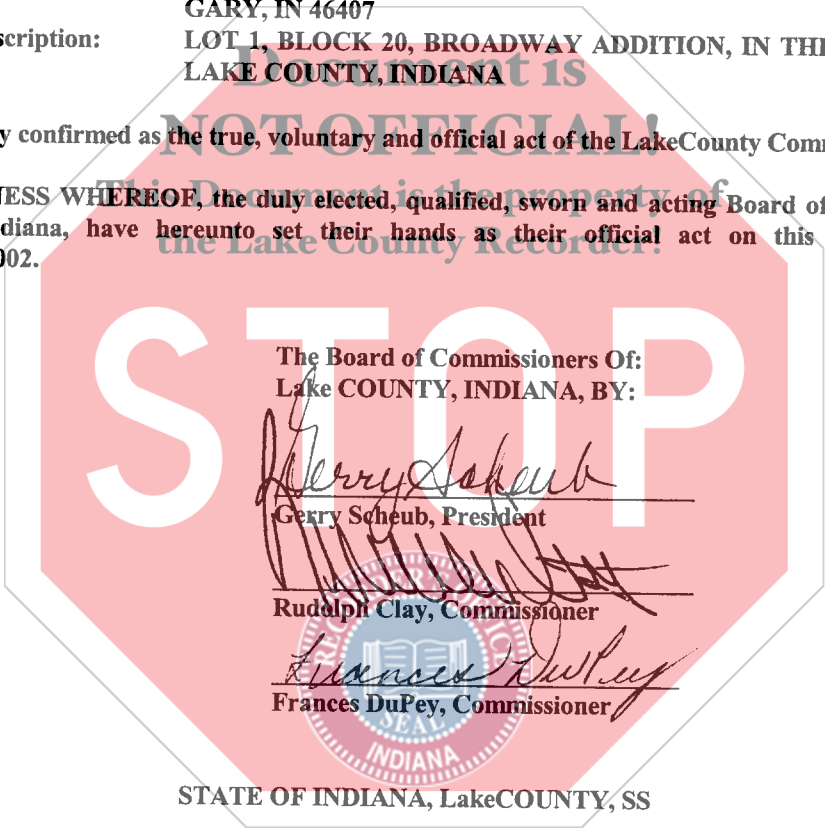 GARY, IN 46407
scription: LOT 1, BLOCK 20, BROADWAY ADDITION, IN TH
LAKE COUNTY, INDIANA
Document is
NOT OFFICIAL!
y confirmed as the true, voluntary and official act of the LakeCounty Com
This Document is the property of
ESS WHEREOF, the duly elected, qualified, sworn and acting Board of
diana, have hereunto set their hands as their official act on this
the Lake County Recorder!
002.
STOP
The Board of Commissioners Of:
Lake COUNTY, INDIANA, BY:
Gerry Scheub
Gerry Scheub, President
Rudolph Clay, Commissioner
Frances DuPey
Frances DuPey, Commissioner
RECORDER'S OFFICE
SEAL
INDIANA
STATE OF INDIANA, LakeCOUNTY, SS